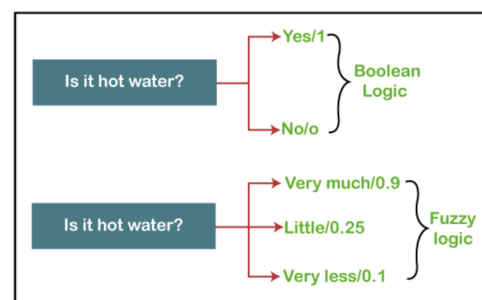 Is it hot water?
Yes/1
No/o
Boolean
Logic
Is it hot water?
Very much/0.9
Little/0.25
Very less/0.1
Fuzzy
logic